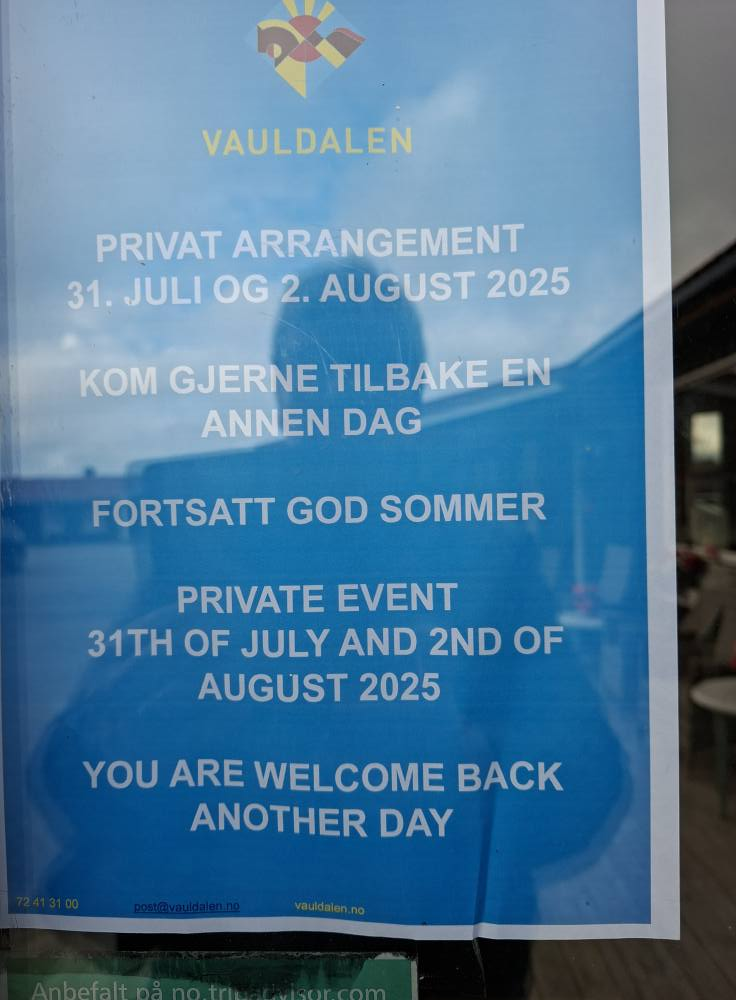 VAULDALEN
PRIVAT ARRANGEMENT
31. JULI OG 2. AUGUST 2025
KOM GJERNE TILBAKE EN
ANNEN DAG
FORTSATT GOD SOMMER
PRIVATE EVENT
31TH OF JULY AND 2ND OF
AUGUST 2025
YOU ARE WELCOME BACK
ANOTHER DAY
72 41 31 00 post@vauldalen.no vauldalen.no
Anbefalt på no.tripadvisor.com